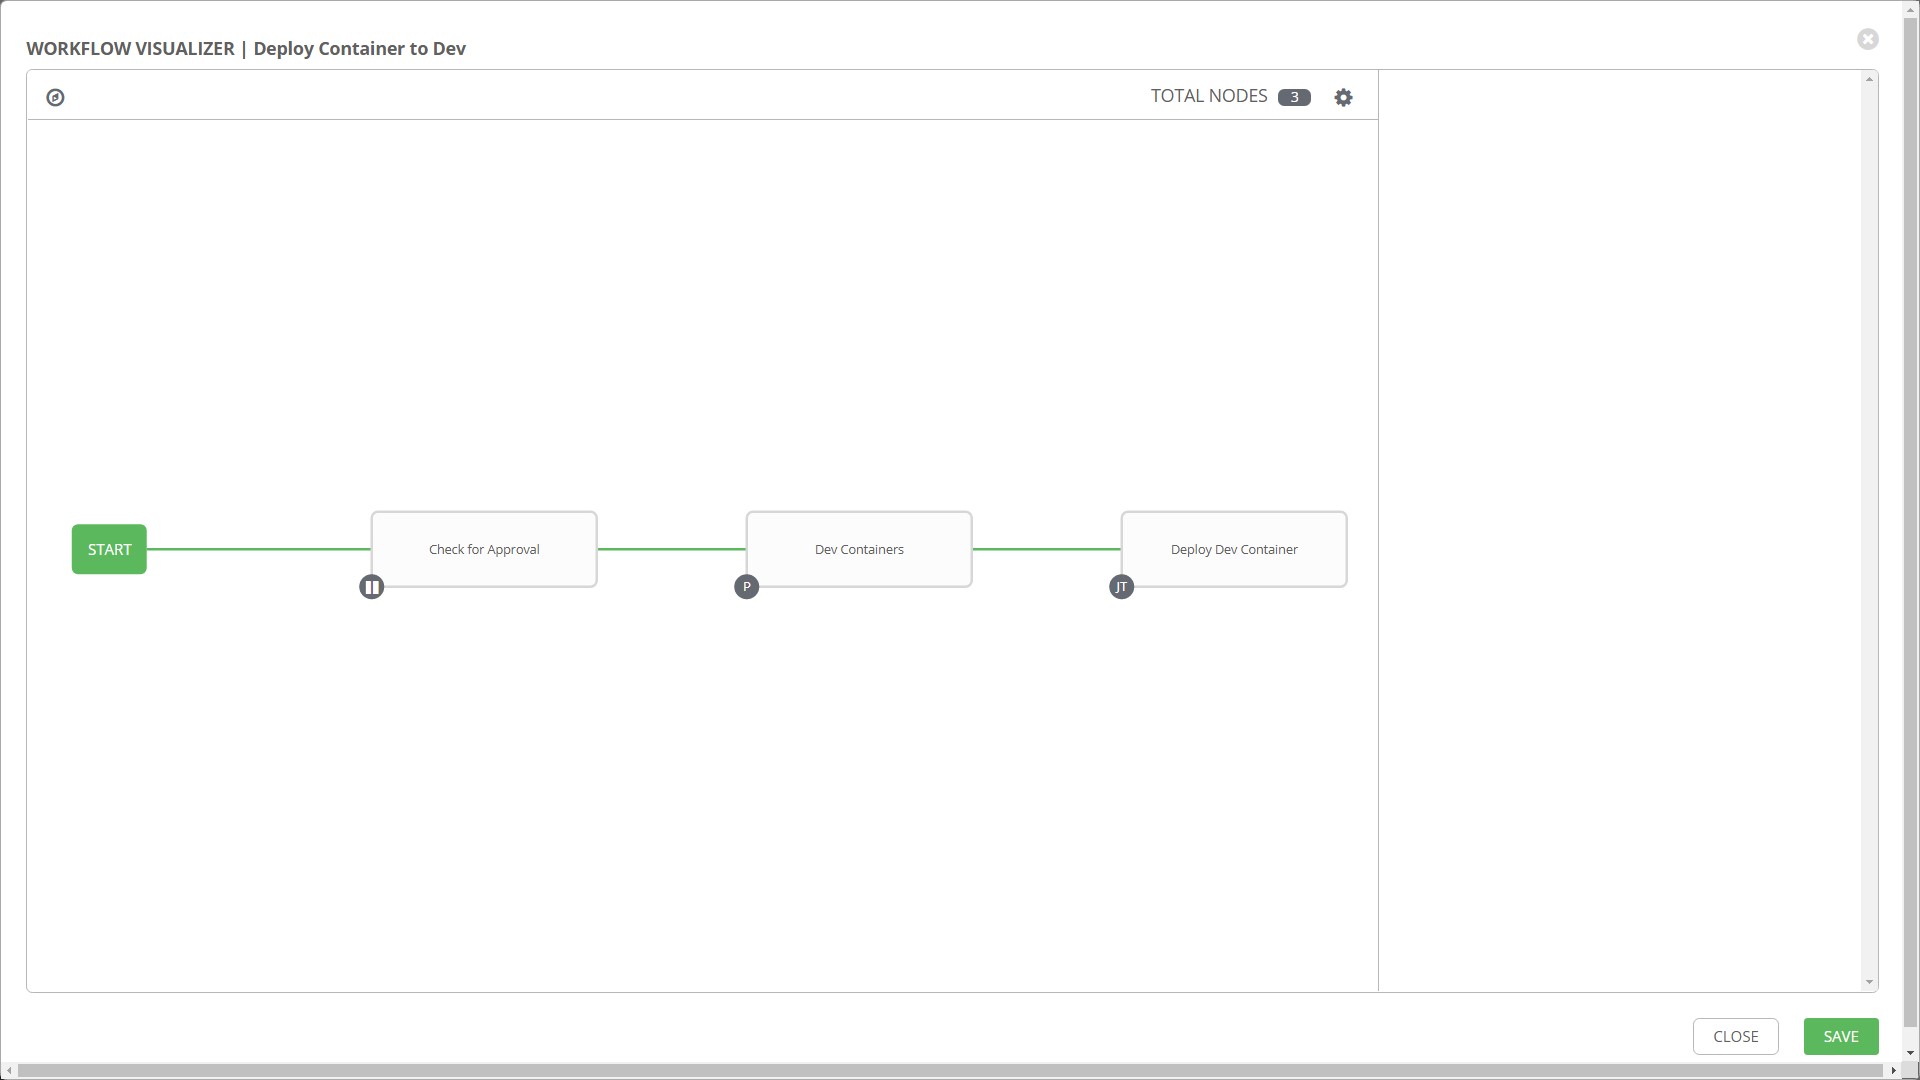 WORKFLOW VISUALIZER | Deploy Container to Dev
TOTAL NODES 3
START
Check for Approval
Dev Containers
Deploy Dev Container
P
JT
CLOSE
SAVE